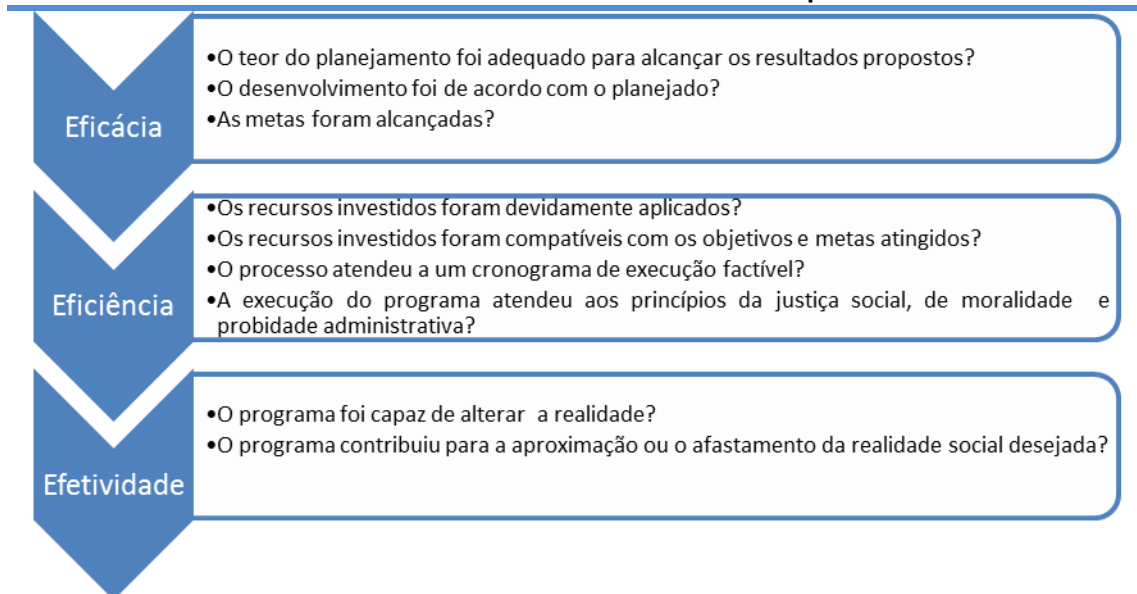 Eficácia
•O teor do planejamento foi adequado para alcançar os resultados propostos?
•O desenvolvimento foi de acordo com o planejado?
•As metas foram alcançadas?
Eficiência
•Os recursos investidos foram devidamente aplicados?
•Os recursos investidos foram compatíveis com os objetivos e metas atingidos?
•O processo atendeu a um cronograma de execução factível?
•A execução do programa atendeu aos princípios da justiça social, de moralidade e
probidade administrativa?
Efetividade
•O programa foi capaz de alterar a realidade?
•O programa contribuiu para a aproximação ou o afastamento da realidade social desejada?